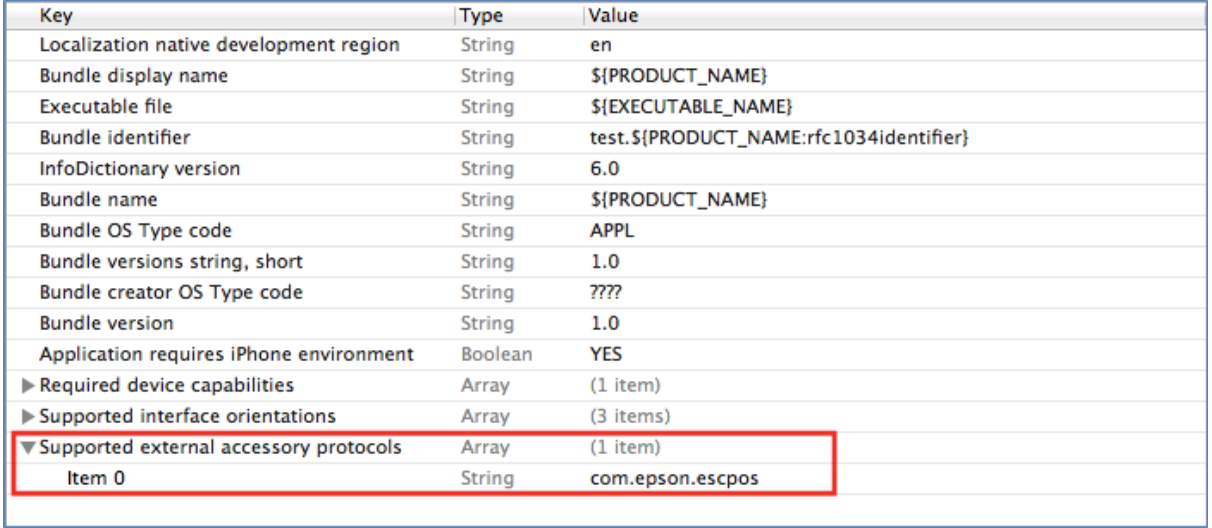 Key Type Value
Localization native development region String en
Bundle display name String ${PRODUCT_NAME}
Executable file String ${EXECUTABLE_NAME}
Bundle identifier String test.${PRODUCT_NAME:rfc1034identifier}
InfoDictionary version String 6.0
Bundle name String ${PRODUCT_NAME}
Bundle OS Type code String APPL
Bundle versions string, short String 1.0
Bundle creator OS Type code String ????
Bundle version String 1.0
Application requires iPhone environment Boolean YES
Required device capabilities Array (1 item)
Supported interface orientations Array (3 items)
Supported external accessory protocols Array (1 item)
Item 0 String com.epson.escpos